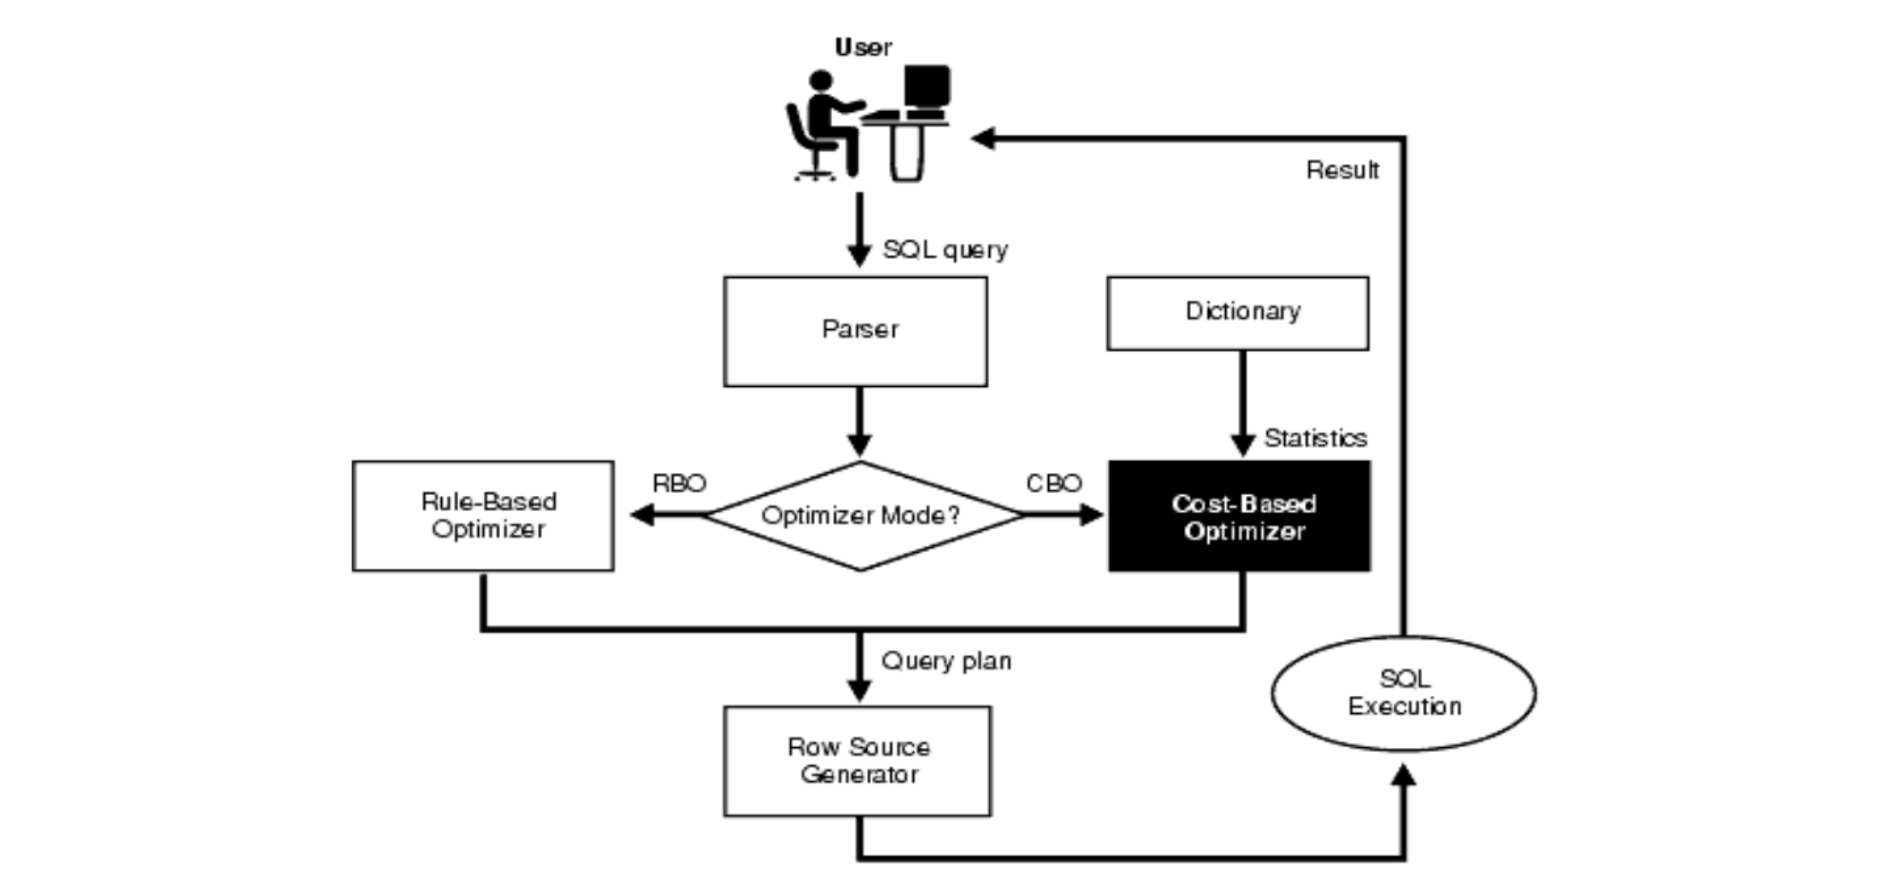 User
Result
SQL query
Parser
Dictionary
Statistics
RBO
CBO
Rule-Based
Optimizer
Optimizer Mode?
Cost-Based
Optimizer
Query plan
SQL
Execution
Row Source
Generator